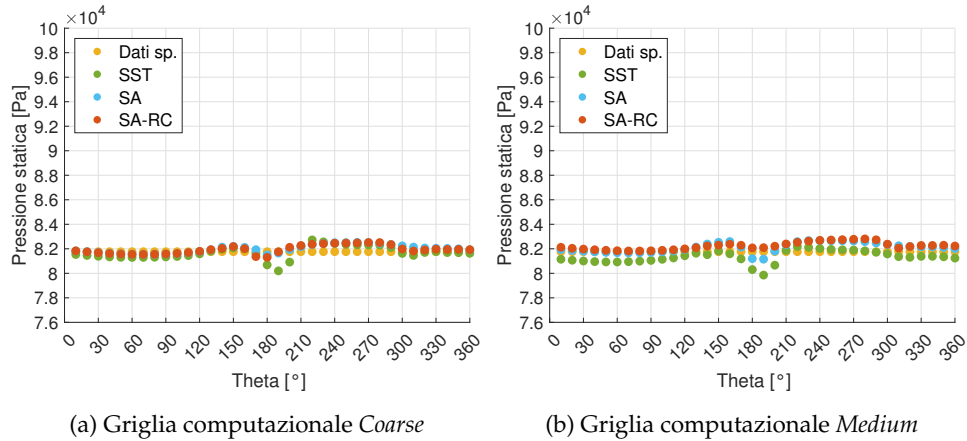 ×10⁴
10
9.8
9.6
9.4
9.2
9
8.8
8.6
8.4
8.2
8
7.8
7.6
Pressione statica [Pa]
Dati sp.
SST
SA
SA-RC
0 30 60 90 120 150 180 210 240 270 300 330 360
Theta [°]
(a) Griglia computazionale Coarse
×10⁴
10
9.8
9.6
9.4
9.2
9
8.8
8.6
8.4
8.2
8
7.8
7.6
Pressione statica [Pa]
Dati sp.
SST
SA
SA-RC
0 30 60 90 120 150 180 210 240 270 300 330 360
Theta [°]
(b) Griglia computazionale Medium